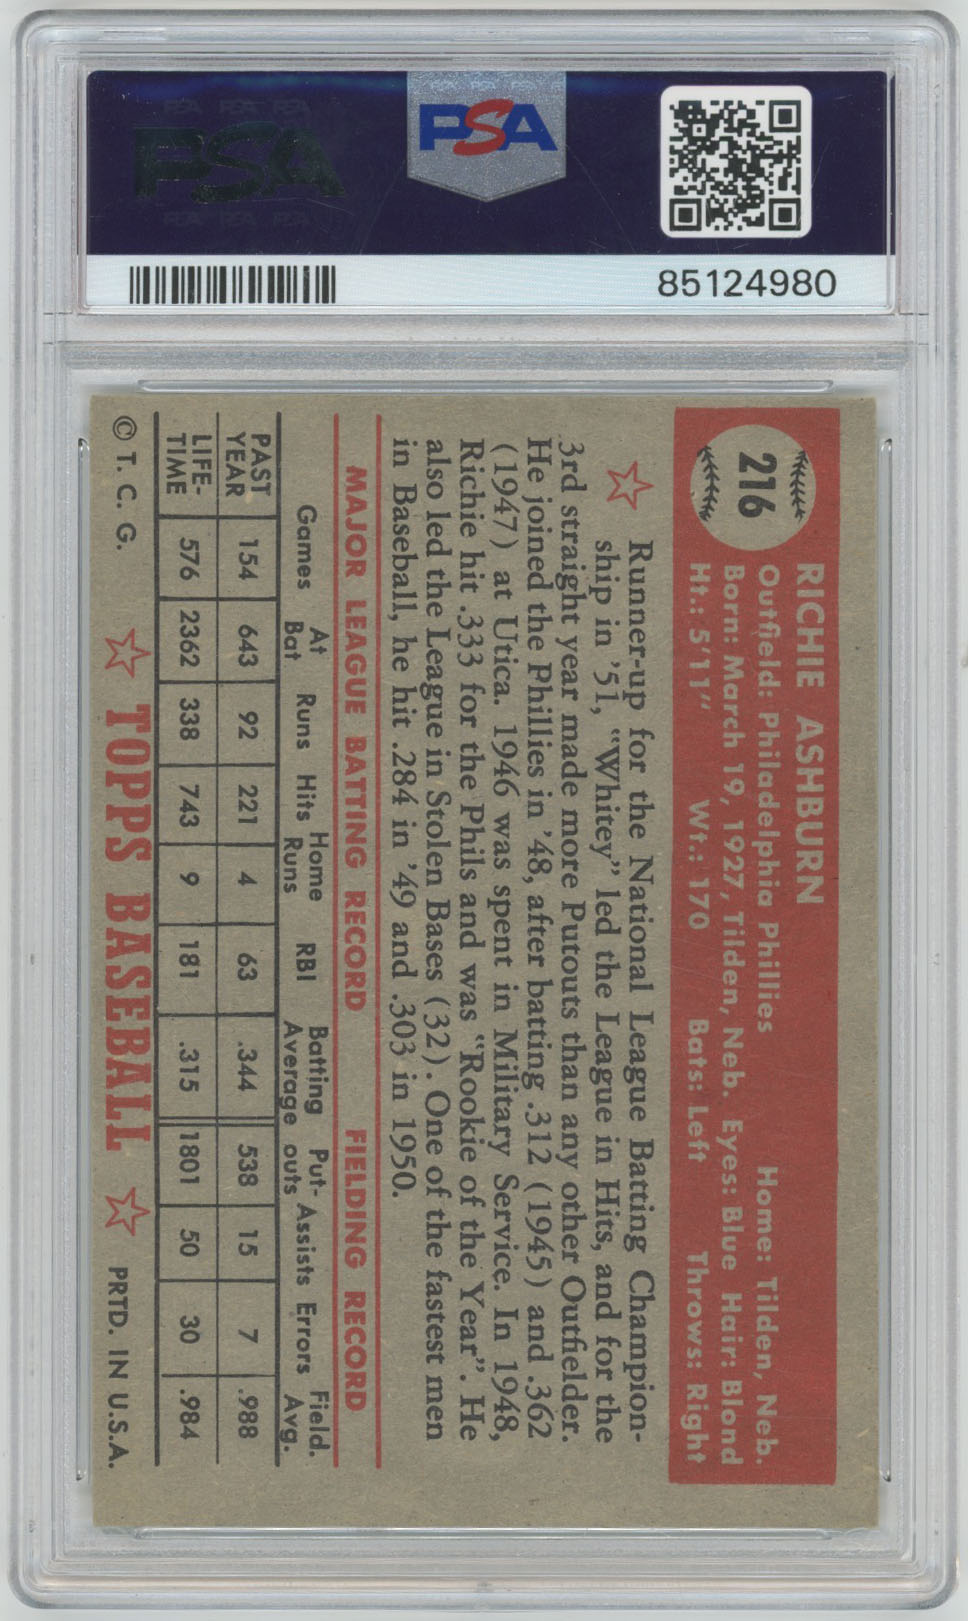 PSA
PSA PSA PSA
PSA
PSA PSA PSA
85124980
216
RICHIE ASHBURN
Outfield: Philadelphia Phillies Home: Tilden, Neb.
Born: March 19, 1927, Tilden, Neb. Eyes: Blue Hair: Blond
Ht.: 5'11" Wt.: 170 Bats: Left Throws: Right
Runner-up for the National League Batting Champion-
ship in '51, "Whitey" led the League in Hits, and for the
3rd straight year made more Putouts than any other Outfielder.
He joined the Phillies in '48, after batting .312 (1945) and .362
(1947) at Utica. 1946 was spent in Military Service. In 1948,
Richie hit .333 for the Phils and was "Rookie of the Year". He
also led the League in Stolen Bases (32). One of the fastest men
in Baseball, he hit .284 in '49 and .303 in 1950.
MAJOR LEAGUE BATTING RECORD FIELDING RECORD
Games At Bat Runs Hits Home Runs RBI Batting Average Put-outs Assists Errors Field. Avg.
PAST YEAR 154 643 92 221 4 63 .344 538 15 7 .988
LIFE-TIME 576 2362 338 743 9 181 .315 1801 50 30 .984
© T. C. G. TOPPS BASEBALL PRTD. IN U.S.A.